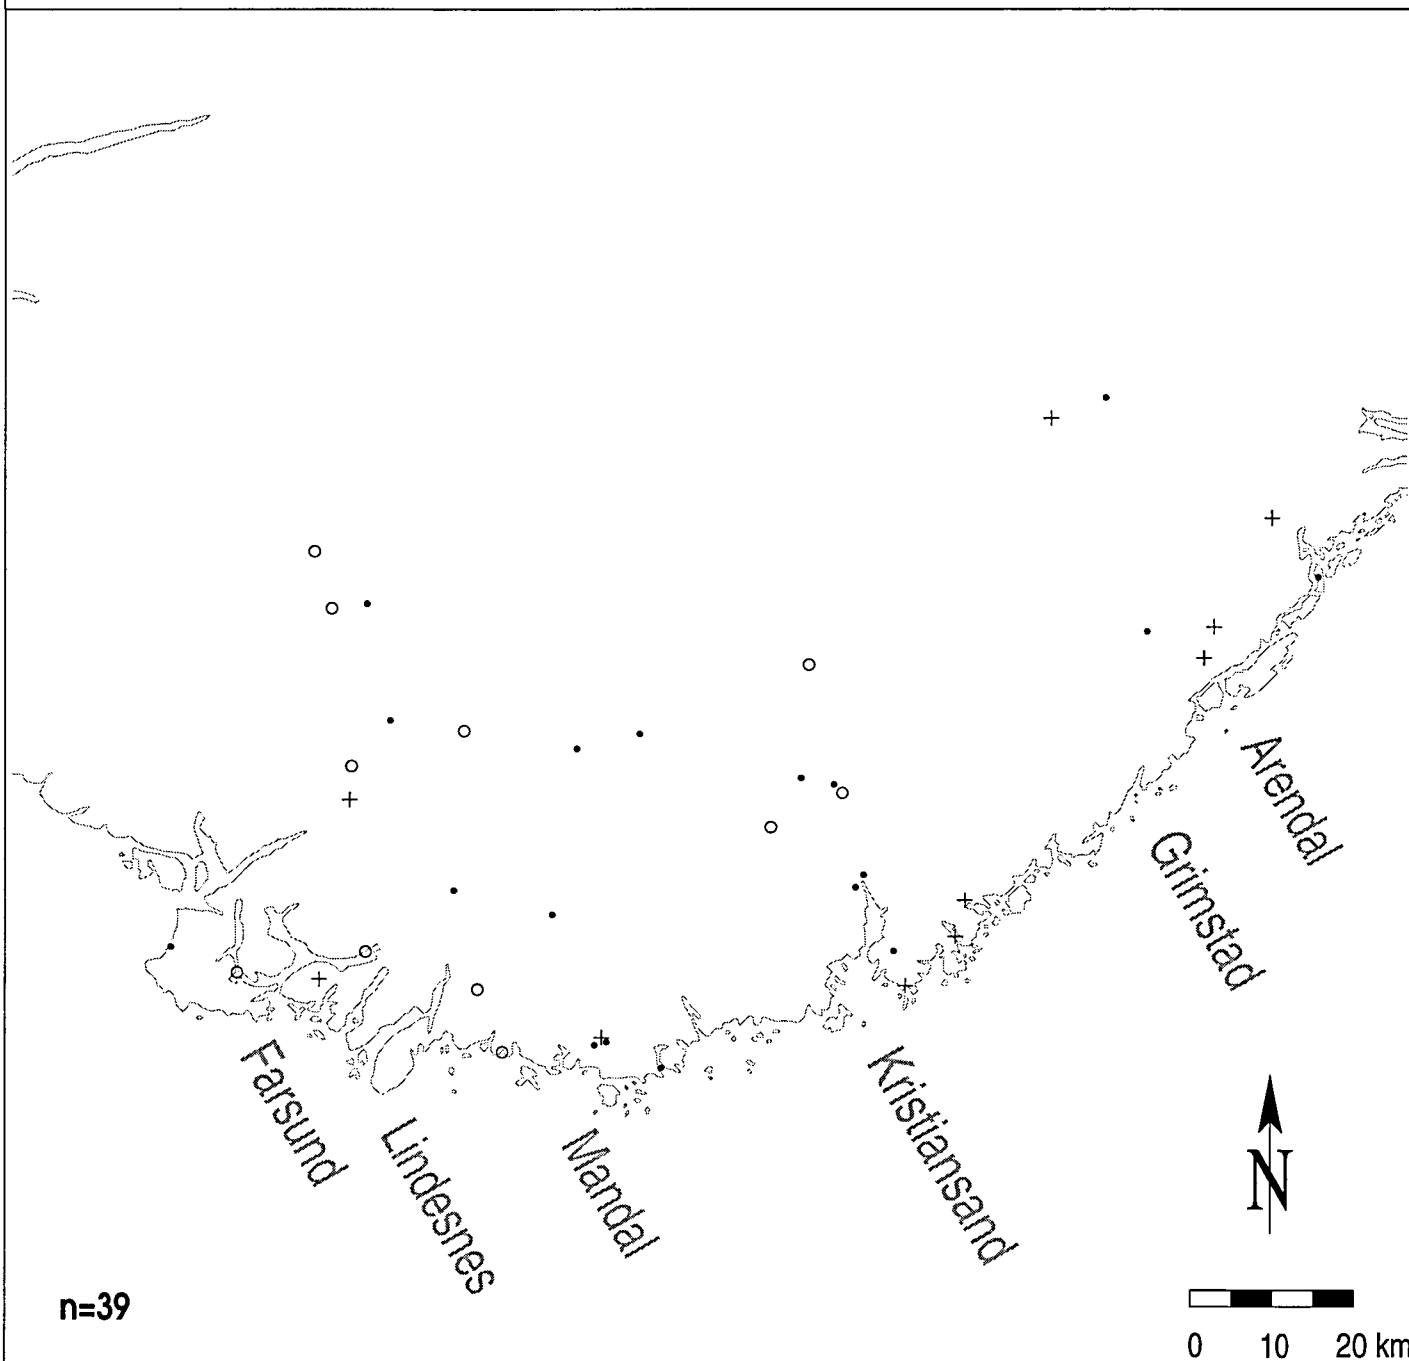 Arendal
Grimstad
Kristiansand
Mandal
Lindesnes
Farsund
N
n=39
0 10 20 km